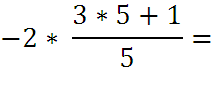 −2 ∗ (3 ∗ 5 + 1)/5 =